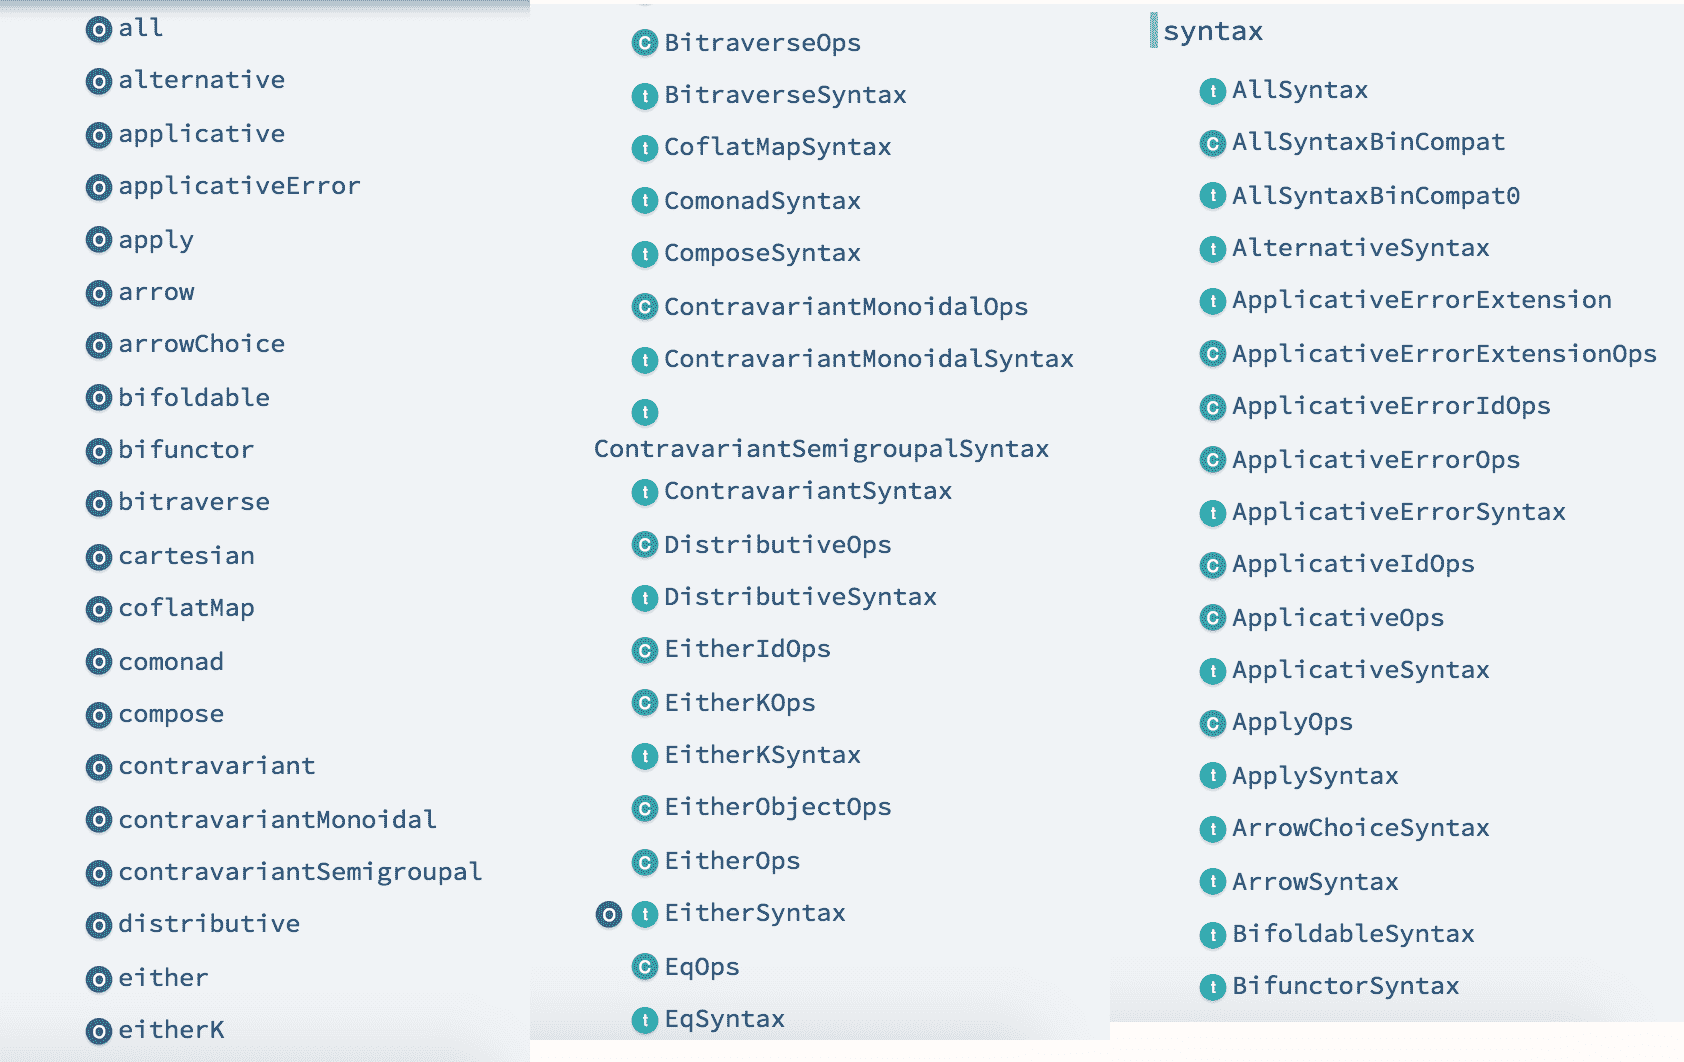 all
alternative
applicative
applicativeError
apply
arrow
arrowChoice
bifoldable
bifunctor
bitraverse
cartesian
coflatMap
comonad
compose
contravariant
contravariantMonoidal
contravariantSemigroupal
distributive
either
eitherK
BitraverseOps
BitraverseSyntax
CoflatMapSyntax
ComonadSyntax
ComposeSyntax
ContravariantMonoidalOps
ContravariantMonoidalSyntax
ContravariantSemigroupalSyntax
ContravariantSyntax
DistributiveOps
DistributiveSyntax
EitherIdOps
EitherKOps
EitherKSyntax
EitherObjectOps
EitherOps
EitherSyntax
EqOps
EqSyntax
syntax
AllSyntax
AllSyntaxBinCompat
AllSyntaxBinCompat0
AlternativeSyntax
ApplicativeErrorExtension
ApplicativeErrorExtensionOps
ApplicativeErrorIdOps
ApplicativeErrorOps
ApplicativeErrorSyntax
ApplicativeIdOps
ApplicativeOps
ApplicativeSyntax
ApplyOps
ApplySyntax
ArrowChoiceSyntax
ArrowSyntax
BifoldableSyntax
BifunctorSyntax